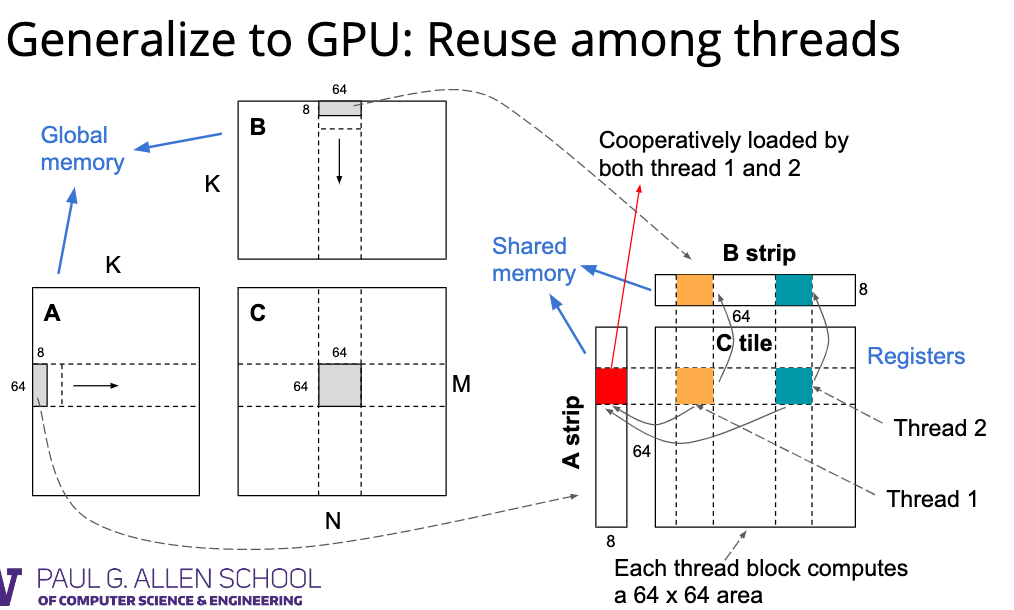 Generalize to GPU: Reuse among threads
Global
memory
64
8
B
K
K
A
8
64
C
64
64
M
N
Cooperatively loaded by
both thread 1 and 2
Shared
memory
B strip
8
64
C tile
Registers
A strip
64
8
Thread 2
Thread 1
Each thread block computes
a 64 x 64 area
W
PAUL G. ALLEN SCHOOL
OF COMPUTER SCIENCE & ENGINEERING